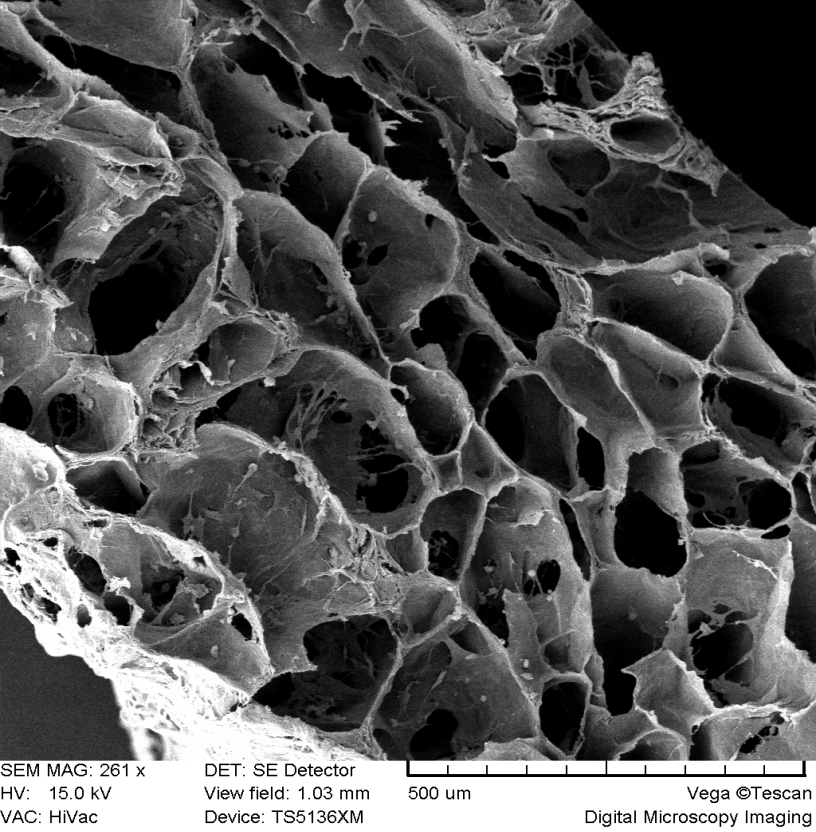 SEM MAG: 261 x DET: SE Detector
HV: 15.0 kV View field: 1.03 mm 500 um Vega ©Tescan
VAC: HiVac Device: TS5136XM Digital Microscopy Imaging